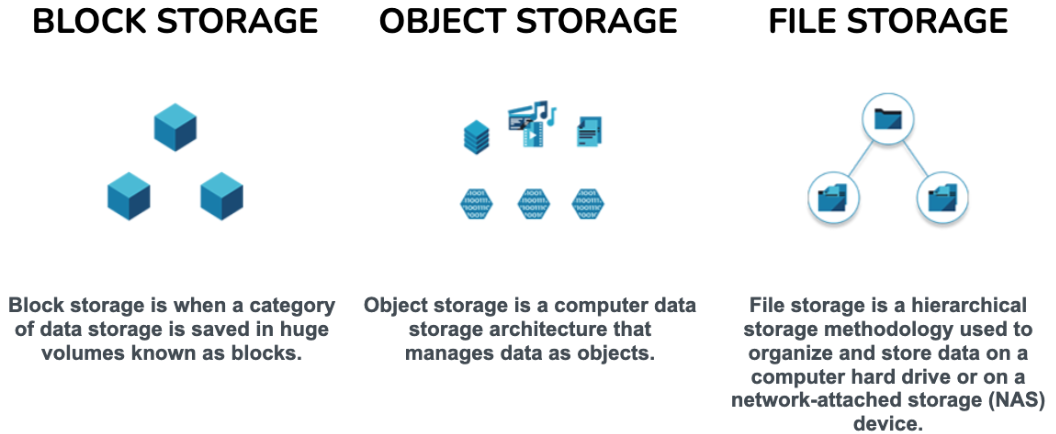 BLOCK STORAGE
Block storage is when a category
of data storage is saved in huge
volumes known as blocks.
OBJECT STORAGE
Object storage is a computer data
storage architecture that
manages data as objects.
FILE STORAGE
File storage is a hierarchical
storage methodology used to
organize and store data on a
computer hard drive or on a
network-attached storage (NAS)
device.